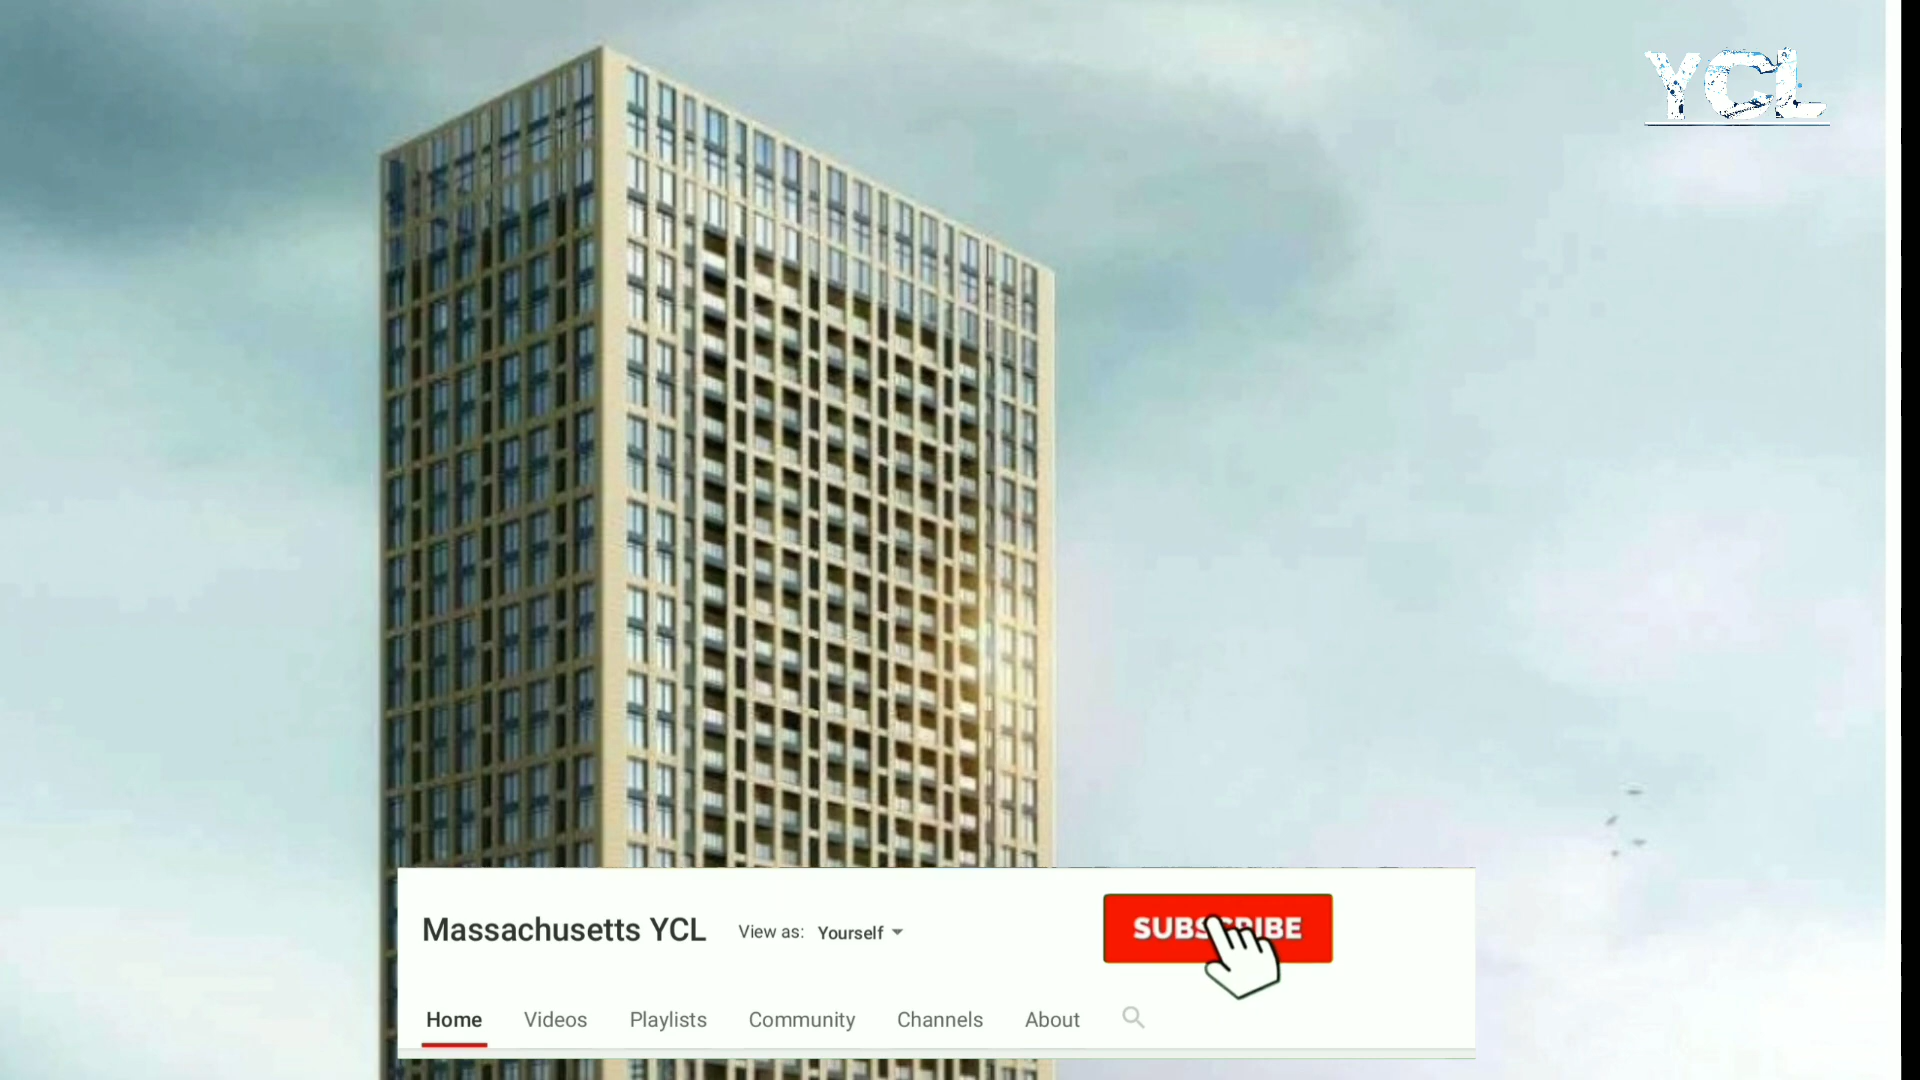 YCL
Massachusetts YCL View as: Yourself
SUBSCRIBE
Home Videos Playlists Community Channels About